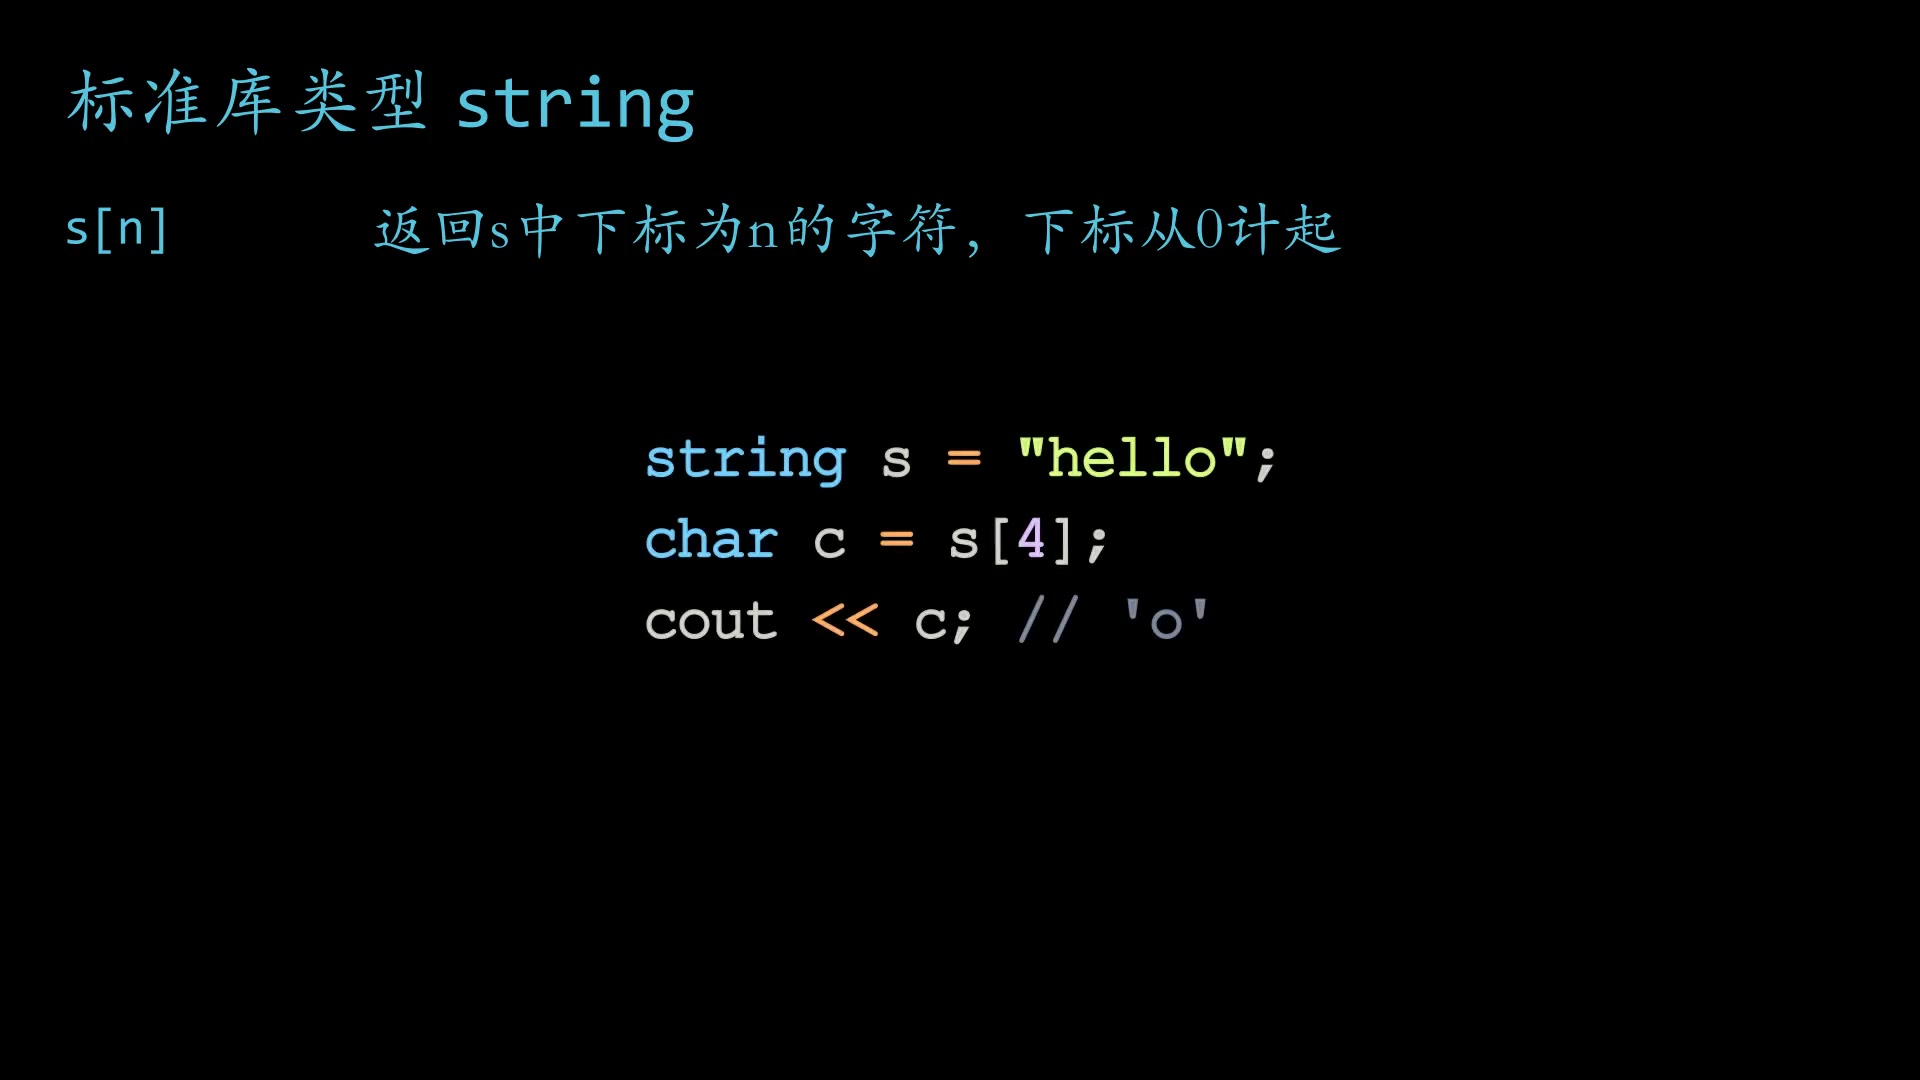 标准库类型 string
s[n] 返回s中下标为n的字符，下标从0计起
string s = "hello";
char c = s[4];
cout << c; // 'o'